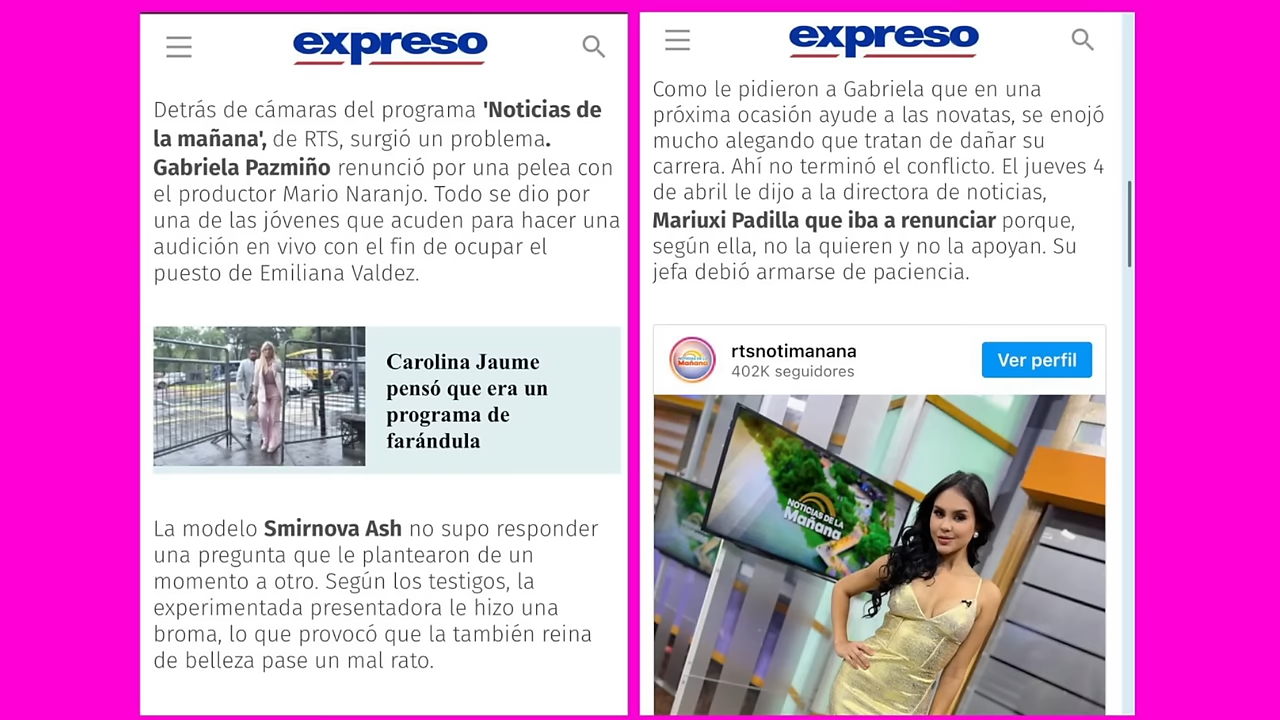 expreso
Detrás de cámaras del programa 'Noticias de
la mañana', de RTS, surgió un problema.
Gabriela Pazmiño renunció por una pelea con
el productor Mario Naranjo. Todo se dio por
una de las jóvenes que acuden para hacer una
audición en vivo con el fin de ocupar el
puesto de Emiliana Valdez.
Carolina Jaume
pensó que era un
programa de
farándula
La modelo Smirnova Ash no supo responder
una pregunta que le plantearon de un
momento a otro. Según los testigos, la
experimentada presentadora le hizo una
broma, lo que provocó que la también reina
de belleza pase un mal rato.
expreso
Como le pidieron a Gabriela que en una
próxima ocasión ayude a las novatas, se enojó
mucho alegando que tratan de dañar su
carrera. Ahí no terminó el conflicto. El jueves 4
de abril le dijo a la directora de noticias,
Mariuxi Padilla que iba a renunciar porque,
según ella, no la quieren y no la apoyan. Su
jefa debió armarse de paciencia.
rtsnotimanana
402K seguidores
Ver perfil
NOTICIAS DE LA
Mañana
NOTICIAS DE LA
Mañana